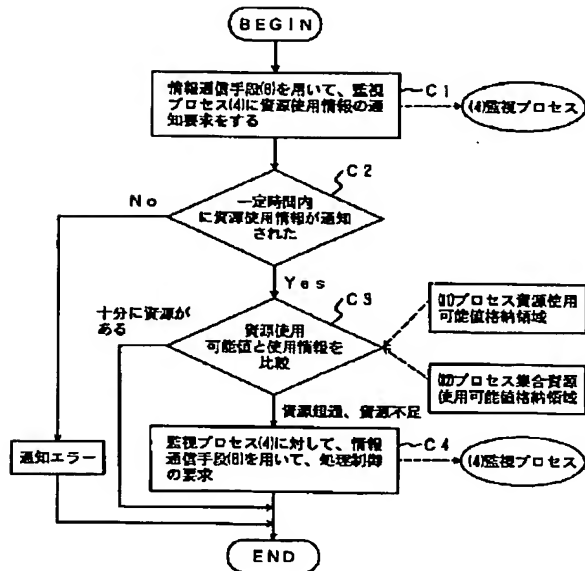 BEGIN
C1
情報通信手段(8)を用いて、監視
プロセス(4)に資源使用情報の通
知要求をする
(4)監視プロセス
C2
No
一定時間内
に資源使用情報が通知
された
Yes
C3
十分に資源が
ある
資源使用
可能値と使用情報を
比較
(11)プロセス資源使用
可能値格納領域
プロセス集合資源
使用可能値格納領域
資源超過、資源不足
C4
監視プロセス(4)に対して、情報
通信手段(8)を用いて、処理制御
の要求
(4)監視プロセス
通知エラー
END